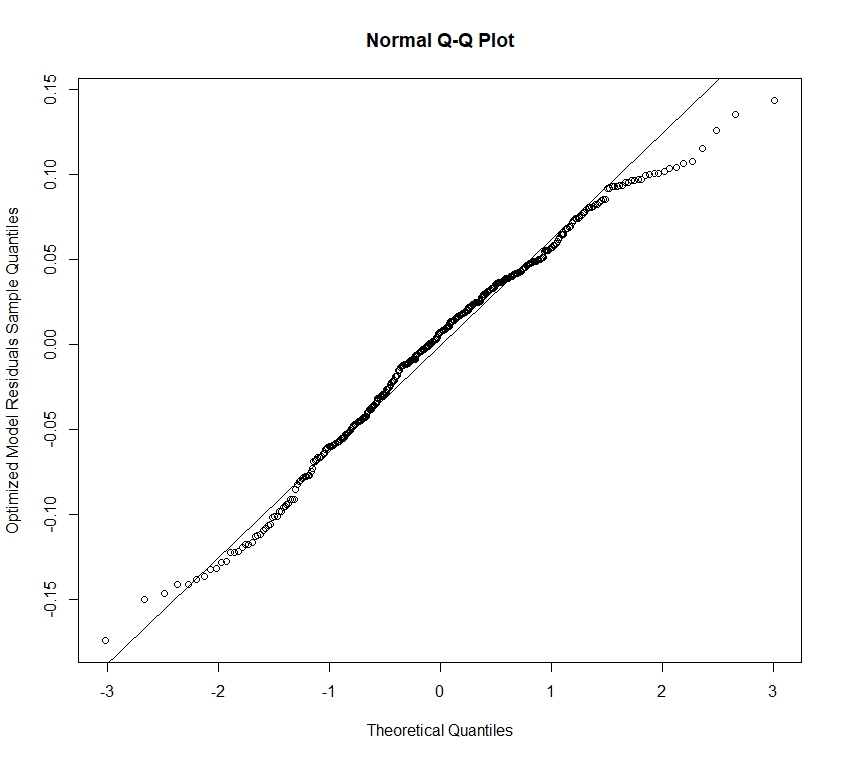 Normal Q-Q Plot
Optimized Model Residuals Sample Quantiles
0.15
0.10
0.05
0.00
-0.05
-0.10
-0.15
-3 -2 -1 0 1 2 3
Theoretical Quantiles